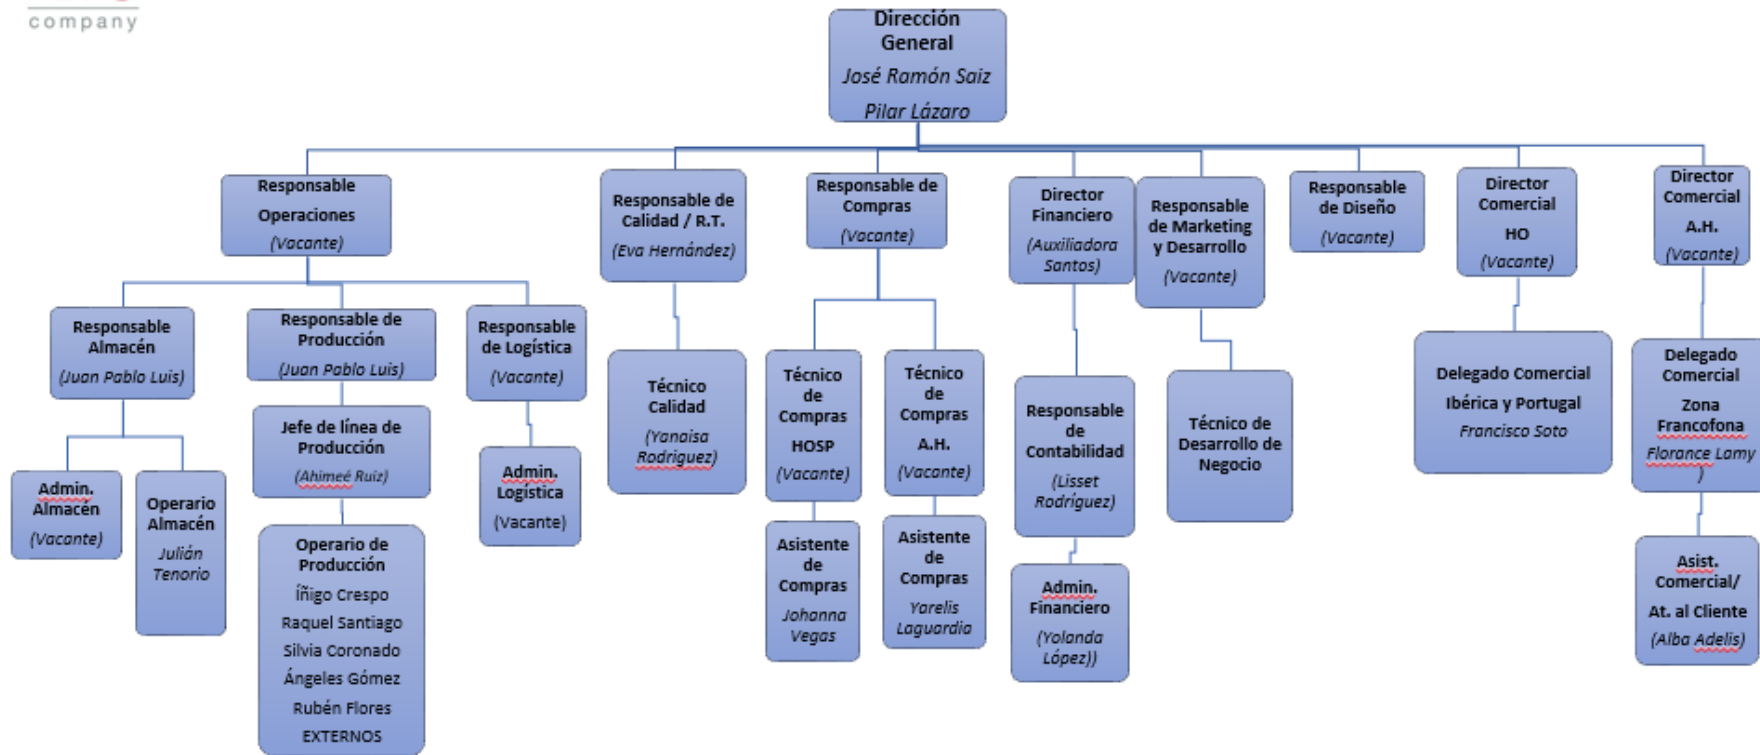 company
Dirección
General
José Ramón Saiz
Pilar Lázaro
Responsable
Operaciones
(Vacante)
Responsable de
Calidad / R.T.
(Eva Hernández)
Responsable de
Compras
(Vacante)
Director
Financiero
(Auxiliadora
Santos)
Responsable
de Marketing
y Desarrollo
(Vacante)
Responsable
de Diseño
(Vacante)
Director
Comercial
HO
(Vacante)
Director
Comercial
A.H.
(Vacante)
Responsable
Almacén
(Juan Pablo Luis)
Responsable de
Producción
(Juan Pablo Luis)
Responsable
de Logística
(Vacante)
Técnico
Calidad
(Yanaisa
Rodriguez)
Técnico
de
Compras
HOSP
(Vacante)
Técnico
de
Compras
A.H.
(Vacante)
Responsable
de
Contabilidad
(Lisset
Rodríguez)
Técnico de
Desarrollo de
Negocio
Delegado Comercial
Ibérica y Portugal
Francisco Soto
Delegado
Comercial
Zona
Francofona
Florance Lamy
)
Jefe de línea de
Producción
(Ahimeé Ruiz)
Admin.
Almacén
(Vacante)
Operario
Almacén
Julián
Tenorio
Admin.
Logística
(Vacante)
Operario de
Producción
Íñigo Crespo
Raquel Santiago
Silvia Coronado
Ángeles Gómez
Rubén Flores
EXTERNOS
Asistente
de
Compras
Johanna
Vegas
Asistente
de
Compras
Yarelis
Laguardia
Admin.
Financiero
(Yolanda
López))
Asist.
Comercial/
At. al Cliente
(Alba Adelis)